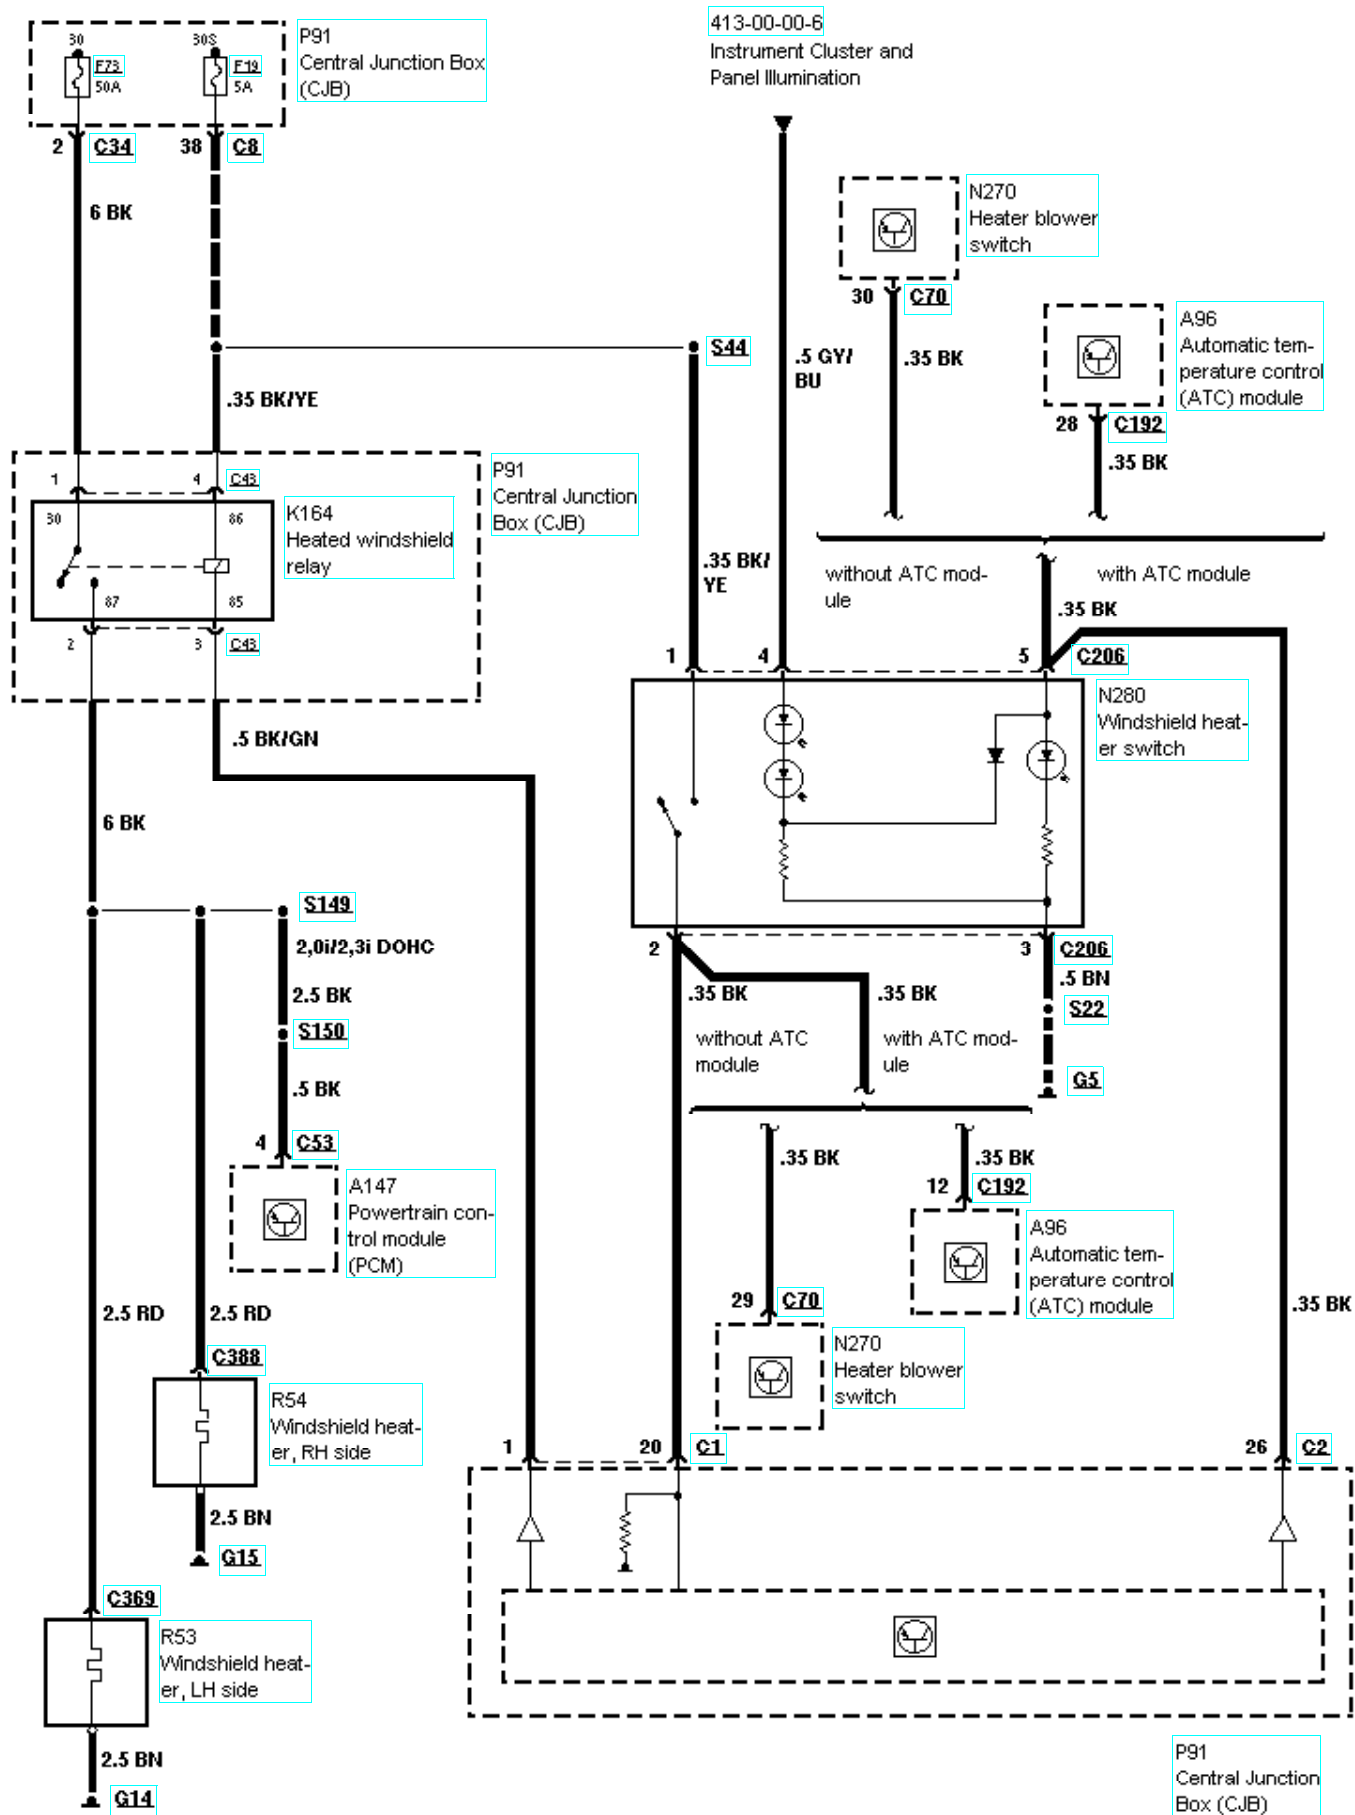 413-00-00-6
Instrument Cluster and
Panel Illumination
30
30S
F73
50A
F19
5A
P91
Central Junction Box
(CJB)
2
C34
38
C8
6 BK
N270
Heater blower
switch
30
C70
A96
Automatic tem-
perature control
(ATC) module
28
C192
S44
.5 GY/
BU
.35 BK
.35 BK/YE
.35 BK
1
4
C43
P91
Central Junction
Box (CJB)
30
86
K164
Heated windshield
relay
87
85
2
3
C43
.35 BK/
YE
without ATC mod-
ule
with ATC module
.35 BK
1
4
5
C206
N280
Windshield heat-
er switch
.5 BK/GN
6 BK
S149
2,0i/2,3i DOHC
2.5 BK
S150
.5 BK
4
C53
A147
Powertrain con-
trol module
(PCM)
2
3
C206
.5 BN
.35 BK
.35 BK
S22
without ATC
module
with ATC mod-
ule
G5
.35 BK
.35 BK
12
C192
A96
Automatic tem-
perature control
(ATC) module
29
C70
N270
Heater blower
switch
.35 BK
2.5 RD
2.5 RD
C388
R54
Windshield heat-
er, RH side
2.5 BN
G15
1
20
C1
26
C2
C369
R53
Windshield heat-
er, LH side
2.5 BN
G14
P91
Central Junction
Box (CJB)